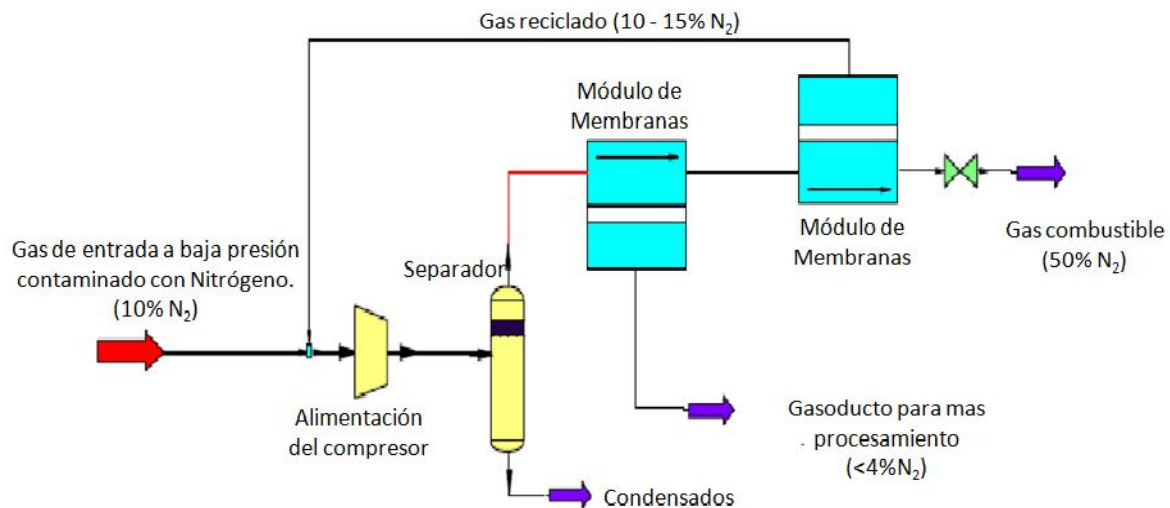 Gas reciclado (10 - 15% N₂)
Módulo de
Membranas
Módulo de
Membranas
Gas combustible
(50% N₂)
Gas de entrada a baja presión
contaminado con Nitrógeno.
(10% N₂)
Separador
Alimentación
del compresor
Gasoducto para mas
. procesamiento
(<4%N₂)
Condensados